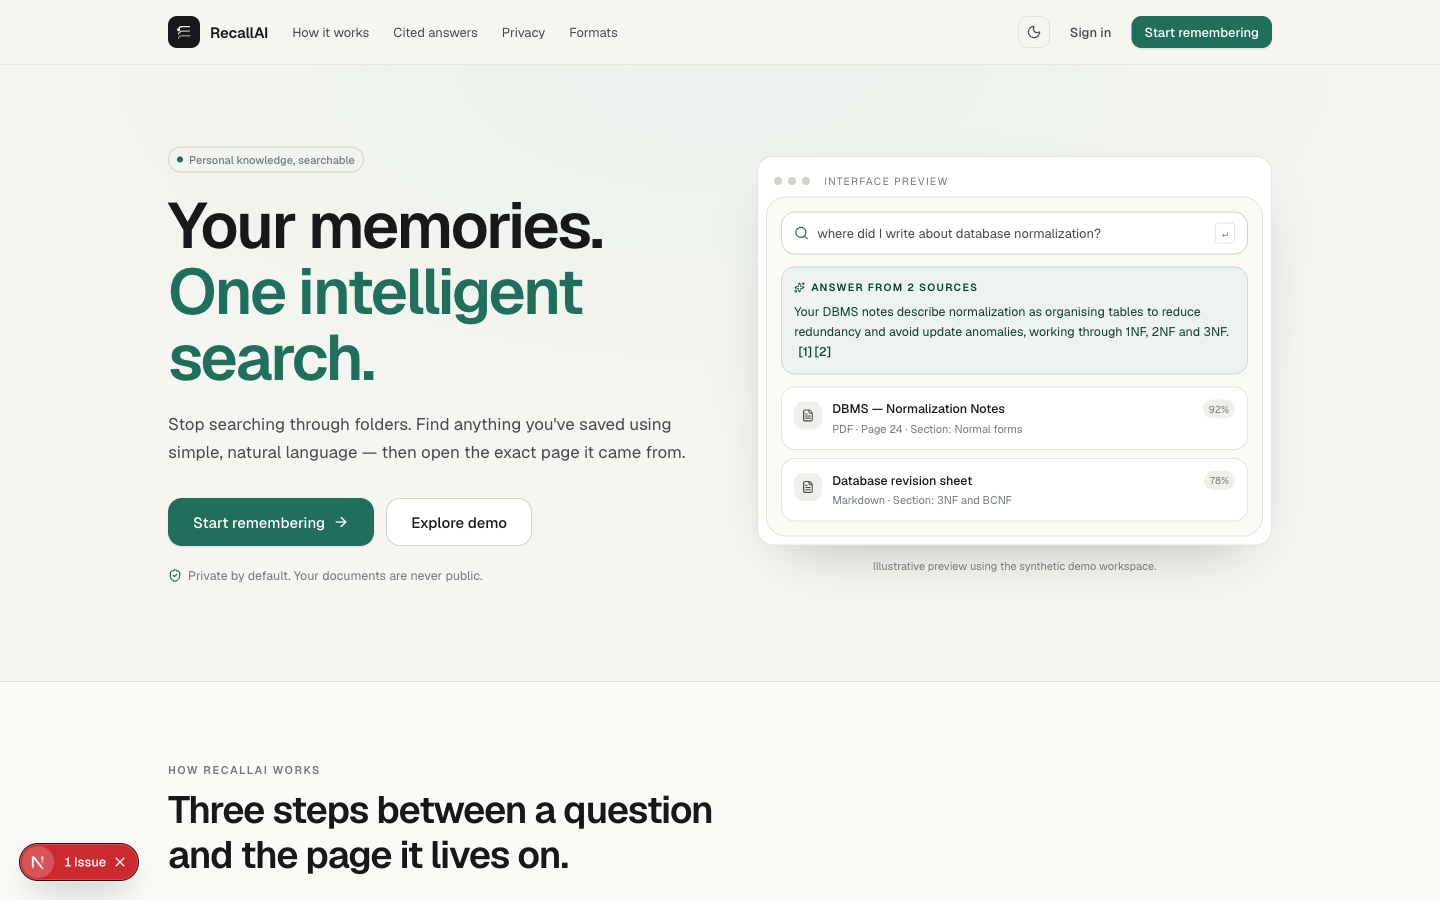 RecallAI
How it works
Cited answers
Privacy
Formats
Sign in
Start remembering
Personal knowledge, searchable
Your memories.
One intelligent
search.
Stop searching through folders. Find anything you've saved using
simple, natural language — then open the exact page it came from.
Start remembering →
Explore demo
Private by default. Your documents are never public.
INTERFACE PREVIEW
where did I write about database normalization?
↵
ANSWER FROM 2 SOURCES
Your DBMS notes describe normalization as organising tables to reduce
redundancy and avoid update anomalies, working through 1NF, 2NF and 3NF.
[1] [2]
DBMS — Normalization Notes
92%
PDF · Page 24 · Section: Normal forms
Database revision sheet
78%
Markdown · Section: 3NF and BCNF
Illustrative preview using the synthetic demo workspace.
HOW RECALLAI WORKS
Three steps between a question
and the page it lives on.
N
1 Issue